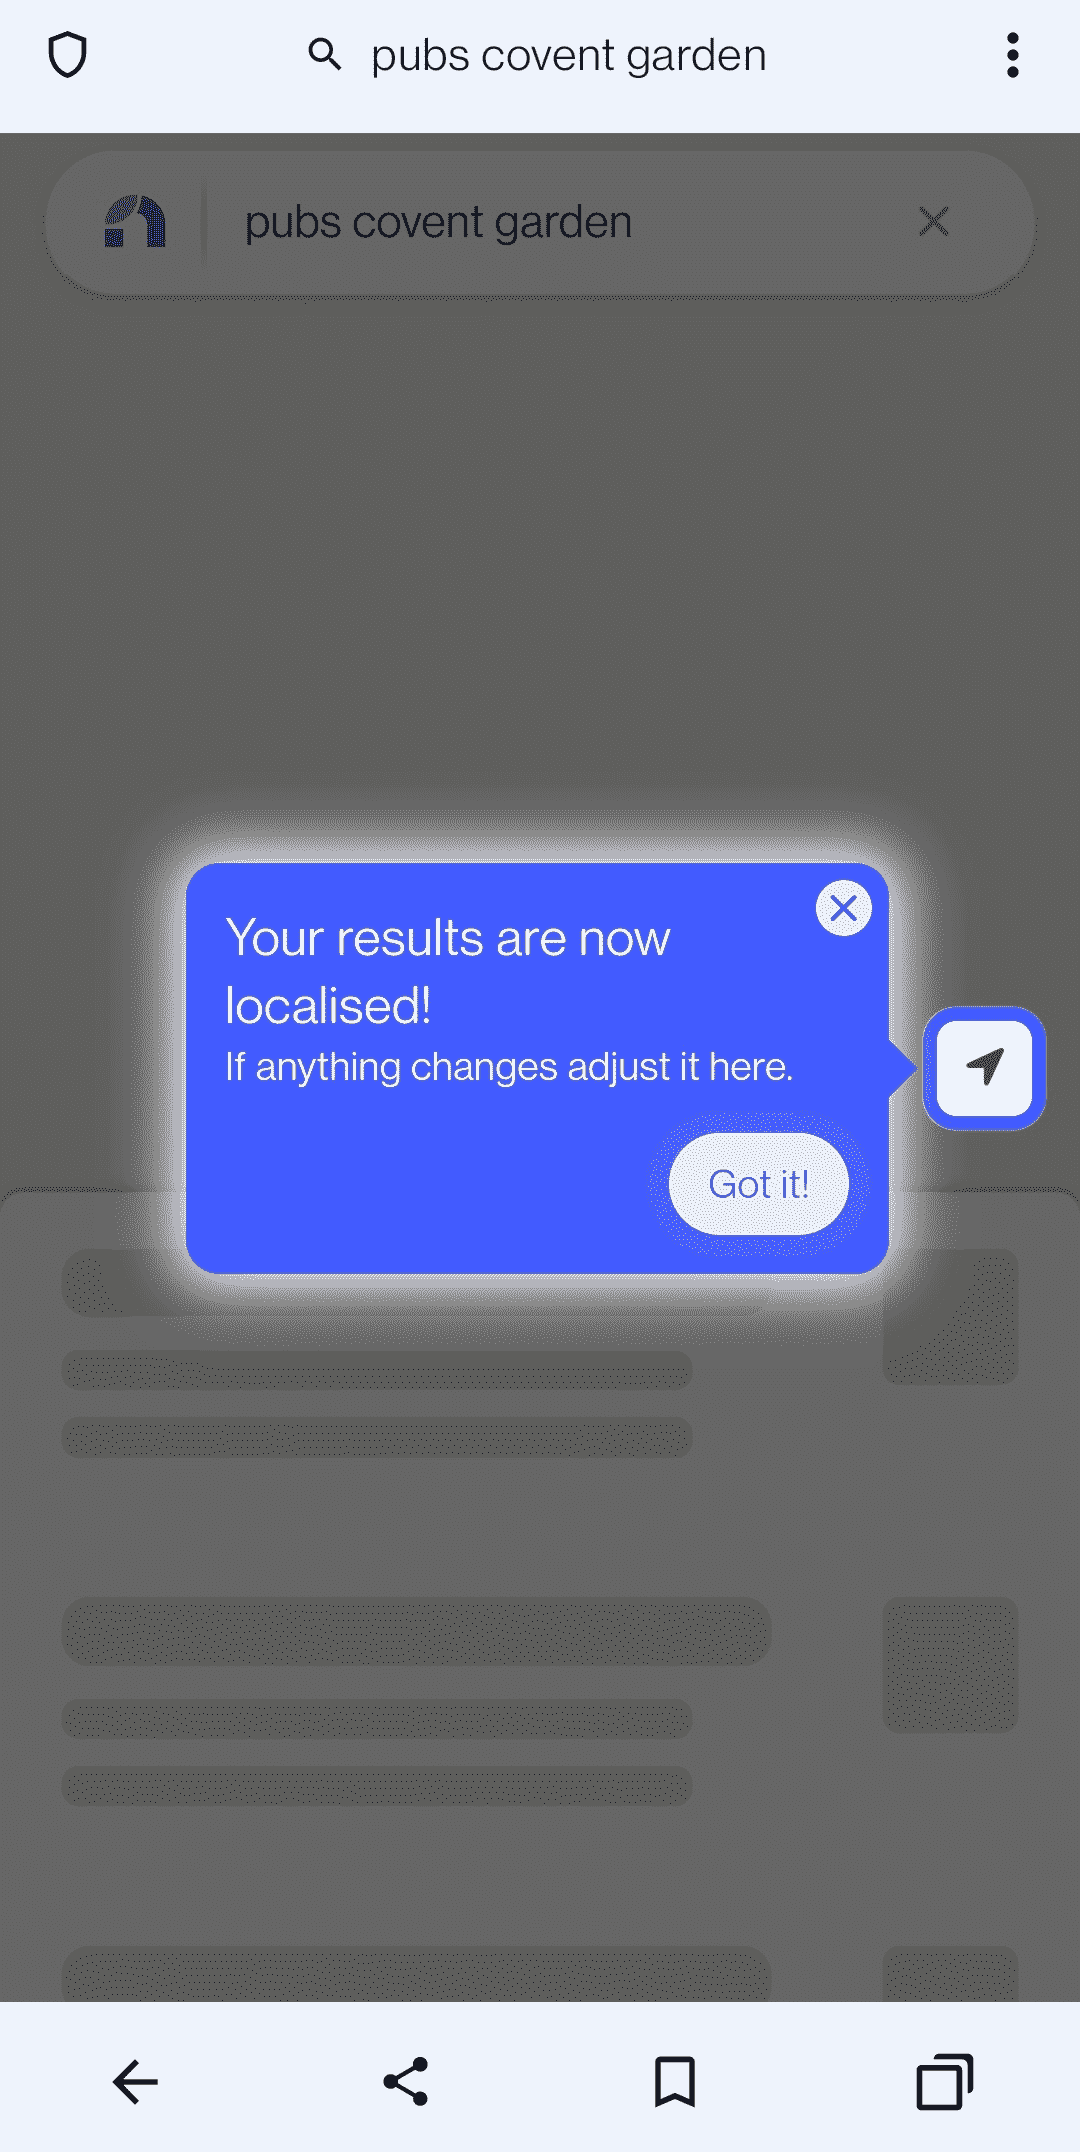 pubs covent garden
pubs covent garden
Your results are now
localised!
If anything changes adjust it here.
Got it!